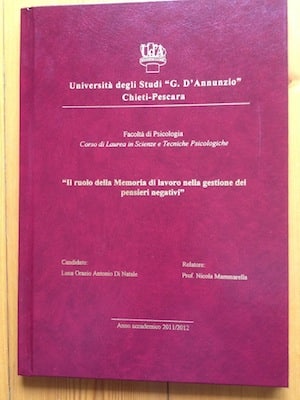 UdA
Università degli Studi "G. D'Annunzio"
Chieti-Pescara
Facoltà di Psicologia
Corso di Laurea in Scienze e Tecniche Psicologiche
"Il ruolo della Memoria di lavoro nella gestione dei
pensieri negativi"
Candidato:
Luca Orazio Antonio Di Natale
Relatore:
Prof. Nicola Mammarella
Anno accademico 2011/2012